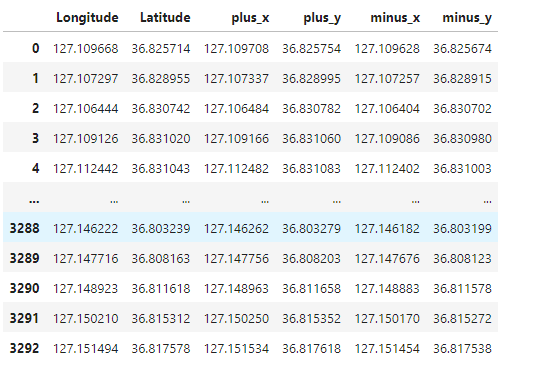 Longitude Latitude plus_x plus_y minus_x minus_y
0 127.109668 36.825714 127.109708 36.825754 127.109628 36.825674
1 127.107297 36.828955 127.107337 36.828995 127.107257 36.828915
2 127.106444 36.830742 127.106484 36.830782 127.106404 36.830702
3 127.109126 36.831020 127.109166 36.831060 127.109086 36.830980
4 127.112442 36.831043 127.112482 36.831083 127.112402 36.831003
... ... ... ... ... ... ...
3288 127.146222 36.803239 127.146262 36.803279 127.146182 36.803199
3289 127.147716 36.808163 127.147756 36.808203 127.147676 36.808123
3290 127.148923 36.811618 127.148963 36.811658 127.148883 36.811578
3291 127.150210 36.815312 127.150250 36.815352 127.150170 36.815272
3292 127.151494 36.817578 127.151534 36.817618 127.151454 36.817538